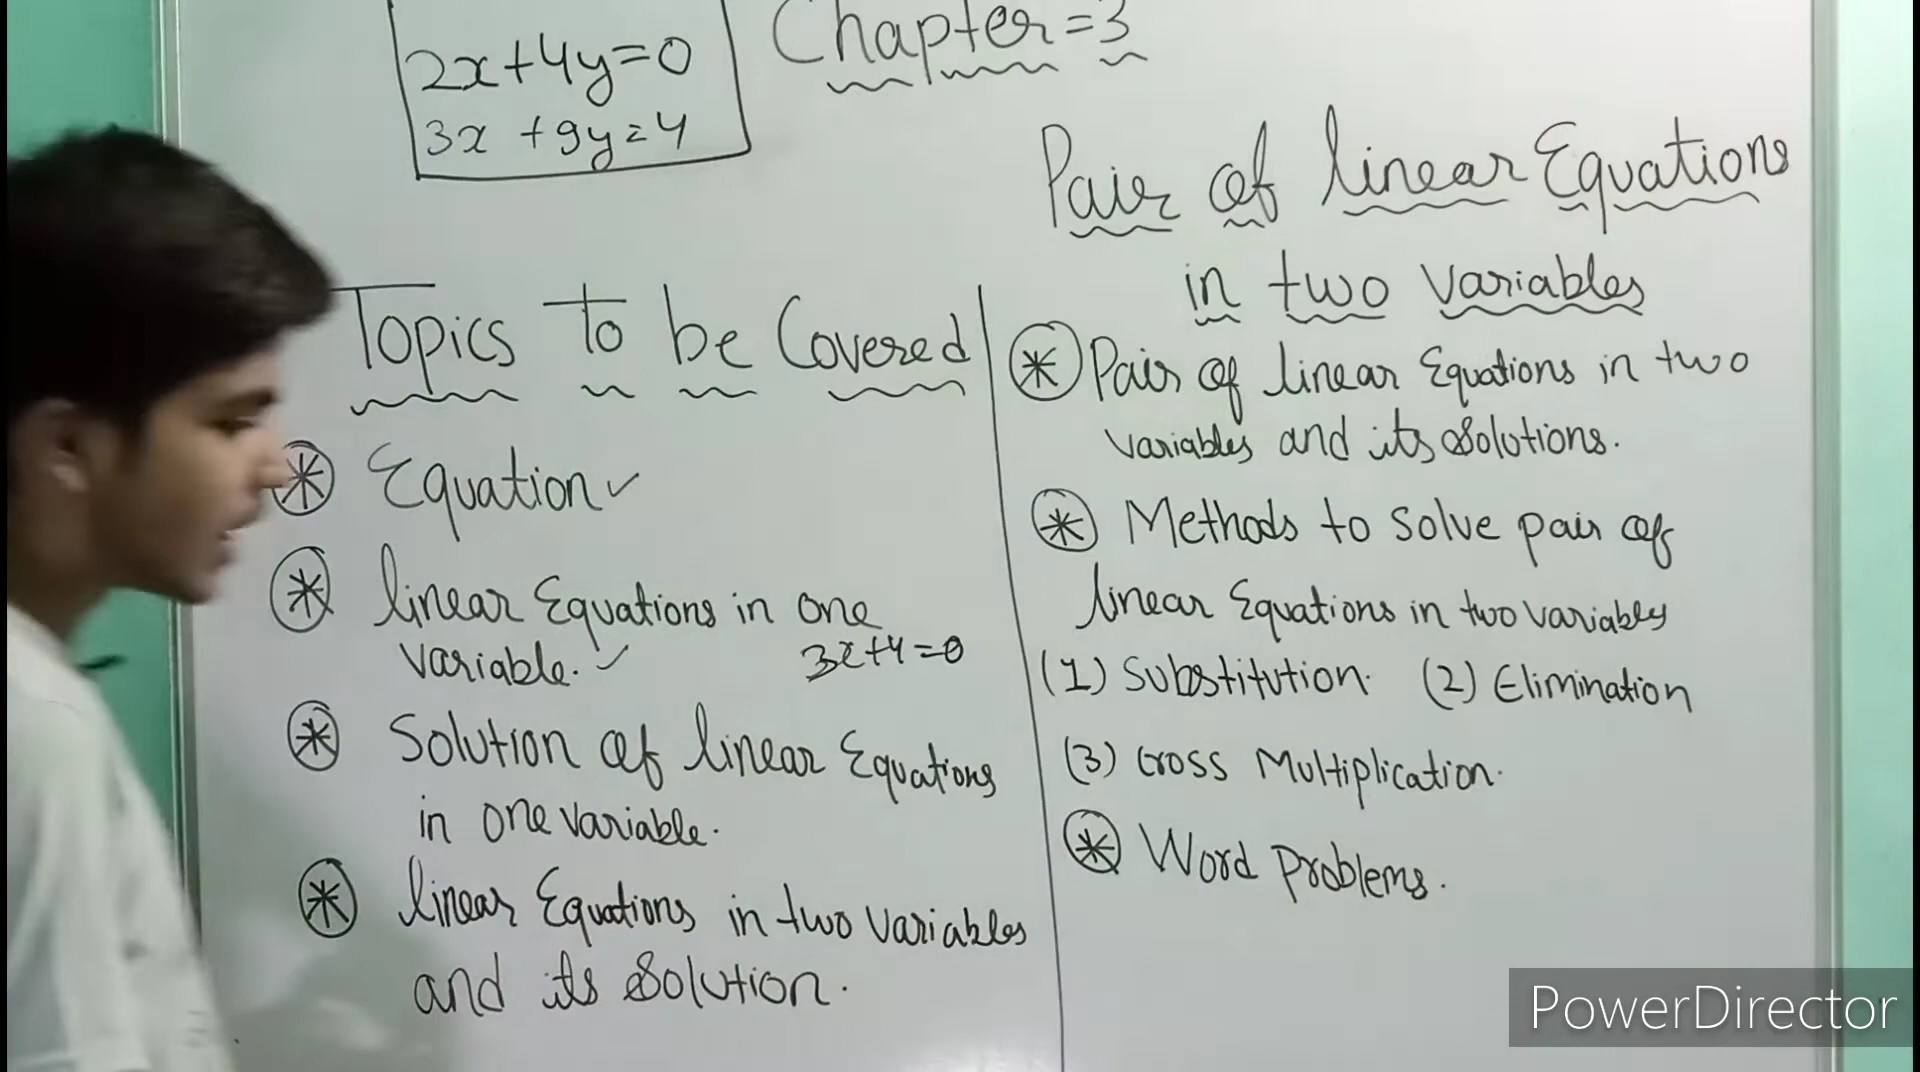 2x+4y=0
3x+9y=4
Chapter=3
Pair of linear Equations
in two variables
Topics to be Covered
* Equation ✓
* linear Equations in one
variable. ✓
3x+4=0
* Solution of linear Equations
in one variable.
* linear Equations in two variables
and its Solution.
* Pair of linear Equations in two
variables and its Solutions.
* Methods to solve pair of
linear Equations in two variables
(1) Substitution. (2) Elimination
(3) Cross Multiplication.
* Word Problems.
PowerDirector